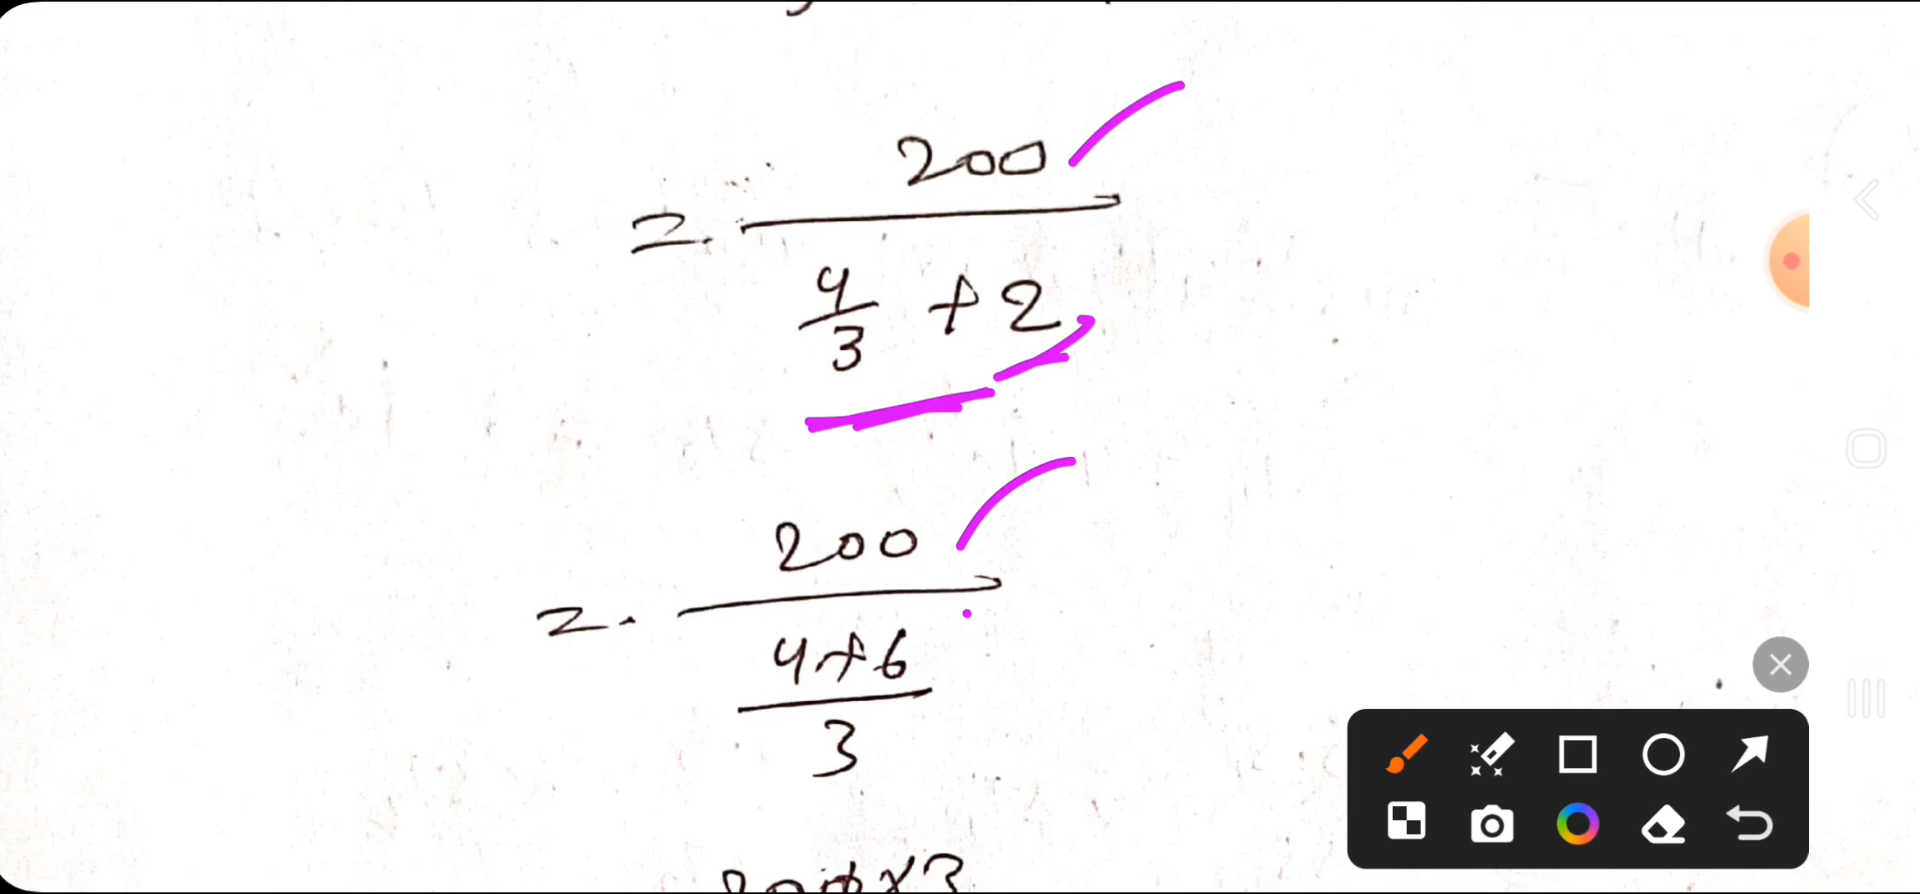 = 200 / (4/3 + 2)
= 200 / ((4+6) / 3)